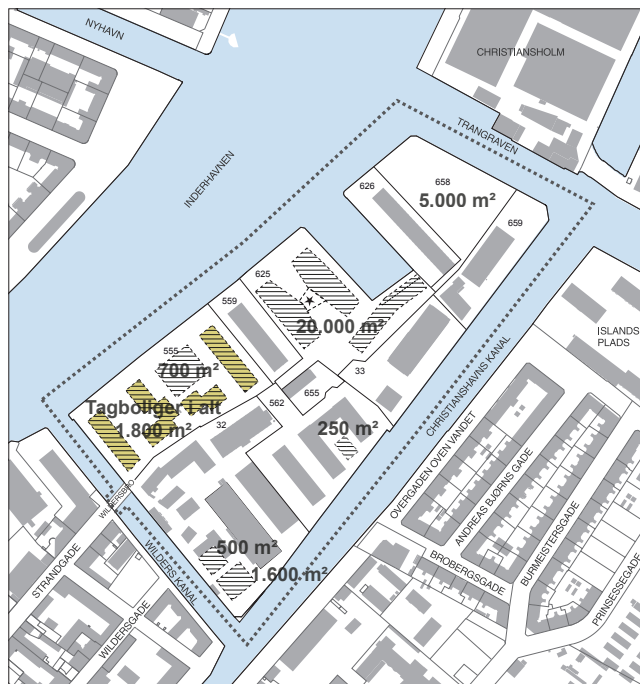 NYHAVN
CHRISTIANSHOLM
TRANGRAVEN
INDERHAVNEN
626
658
5.000 m²
659
625
559
20.000 m²
ISLANDS
PLADS
555
700 m²
33
CHRISTIANSHAVNS KANAL
655
562
Tagboliger i alt
1.800 m²
32
250 m²
OVERGADEN OVEN VANDET
ANDREAS BJØRNS GADE
WILDERSBRO
BURMEISTERSGADE
500 m²
1.600 m²
BROBERGSGADE
WILDERS KANAL
STRANDGADE
PRINSESSEGADE
WILDERSGADE